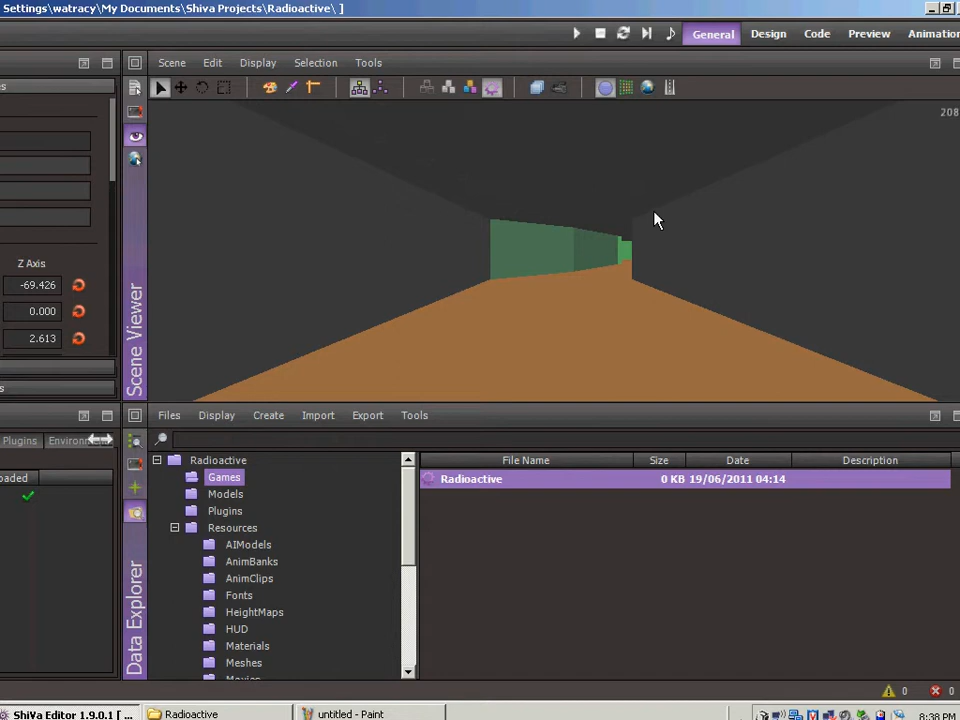 Settings\watracy\My Documents\Shiva Projects\Radioactive\ ]
General Design Code Preview Animation
Scene Edit Display Selection Tools
208
Z Axis
-69.426
0.000
2.613
Scene Viewer
Files Display Create Import Export Tools
Plugins Environ
oaded
Radioactive
Games
Models
Plugins
Resources
AIModels
AnimBanks
AnimClips
Fonts
HeightMaps
HUD
Materials
Meshes
File Name Size Date Description
Radioactive 0 KB 19/06/2011 04:14
Data Explorer
0 0
ShiVa Editor 1.9.0.1 [ ... Radioactive untitled - Paint 8:38 PM